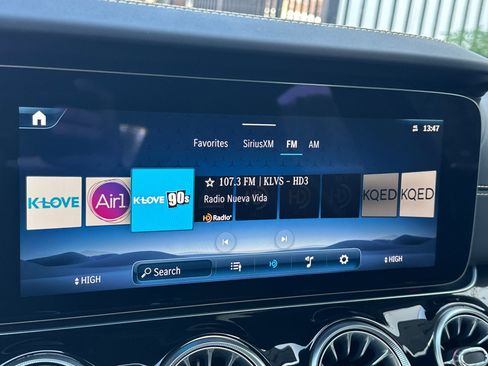 13:47
Favorites SiriusXM FM AM
K-LOVE Air1 K-LOVE 90s ☆ 107.3 FM | KLVS - HD3 KQED KQED
Radio Nueva Vida
HD Radio
HIGH Search HD HIGH